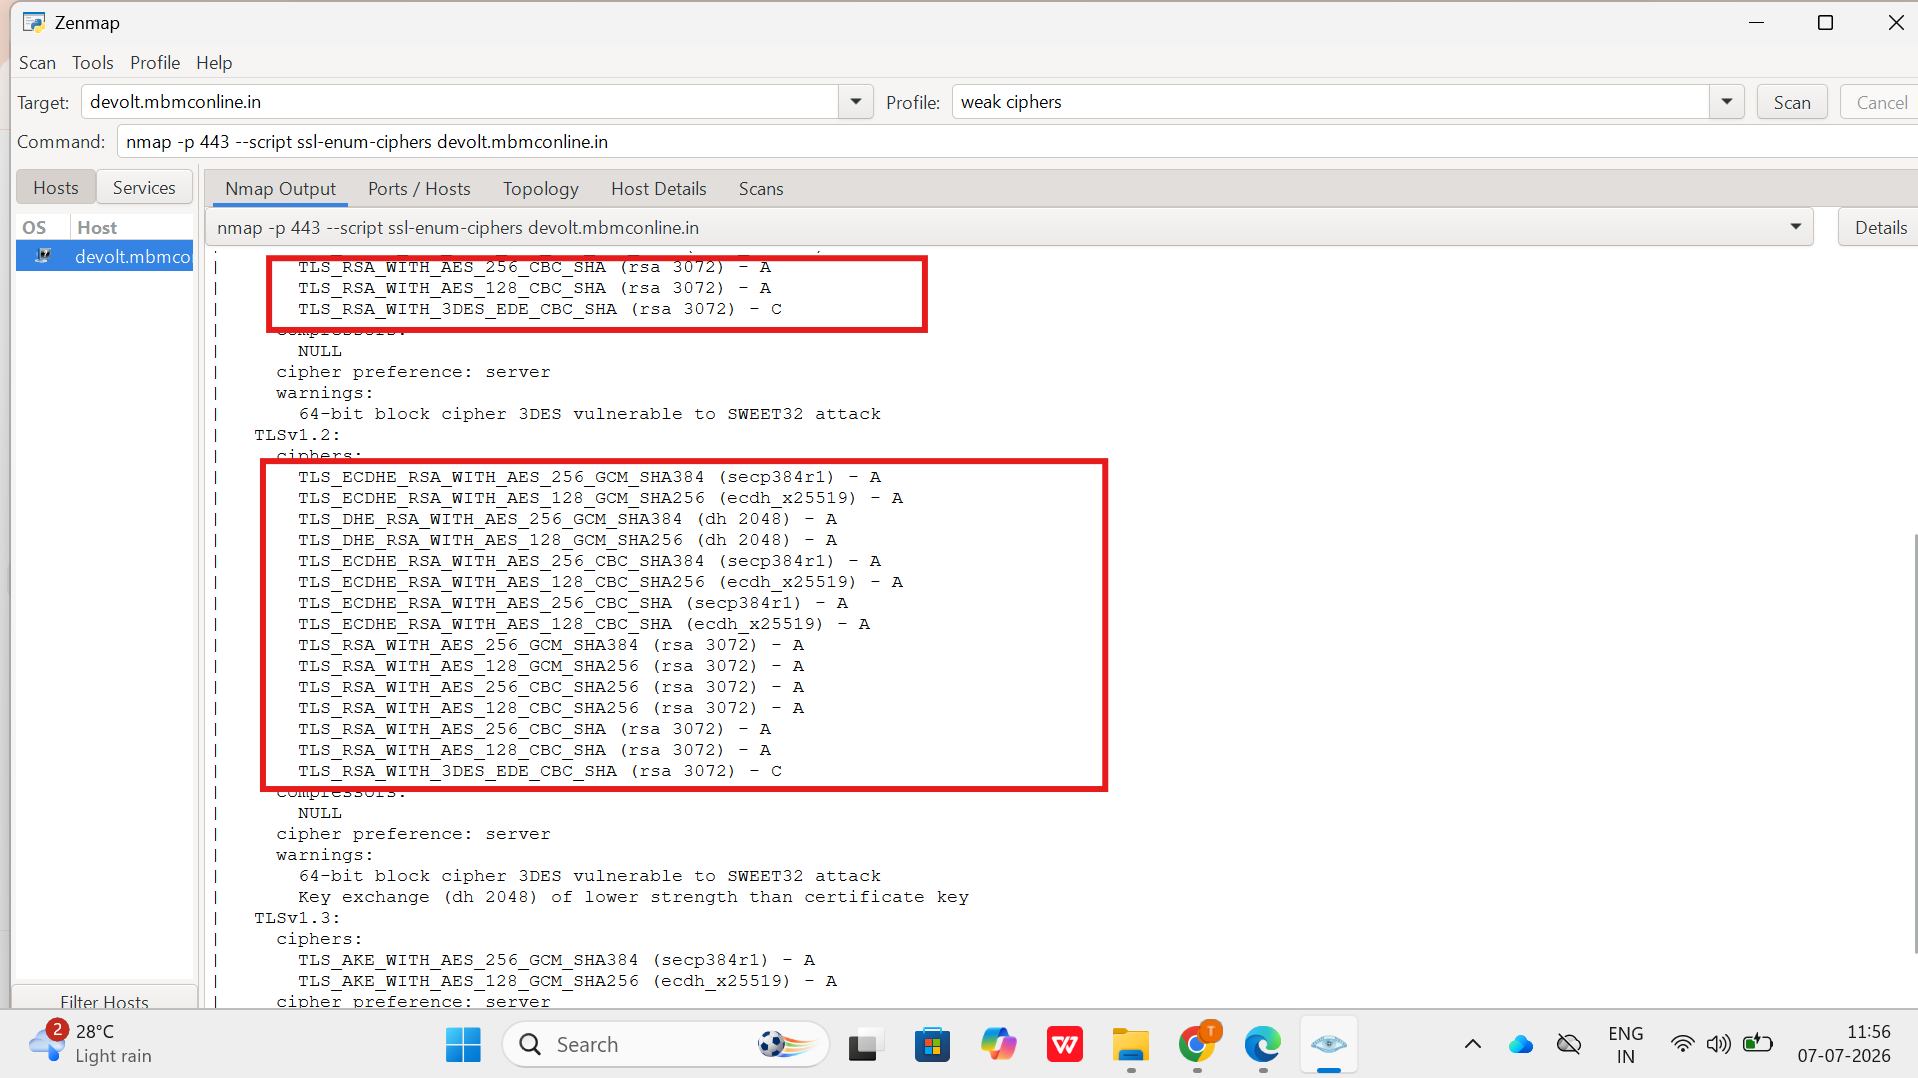 Zenmap
Scan Tools Profile Help
Target: devolt.mbmconline.in Profile: weak ciphers Scan Cancel
Command: nmap -p 443 --script ssl-enum-ciphers devolt.mbmconline.in
Hosts Services Nmap Output Ports / Hosts Topology Host Details Scans
OS Host nmap -p 443 --script ssl-enum-ciphers devolt.mbmconline.in Details
devolt.mbmco
| TLS_RSA_WITH_AES_256_CBC_SHA (rsa 3072) - A
| TLS_RSA_WITH_AES_128_CBC_SHA (rsa 3072) - A
| TLS_RSA_WITH_3DES_EDE_CBC_SHA (rsa 3072) - C
| compressors:
| NULL
| cipher preference: server
| warnings:
| 64-bit block cipher 3DES vulnerable to SWEET32 attack
| TLSv1.2:
| ciphers:
| TLS_ECDHE_RSA_WITH_AES_256_GCM_SHA384 (secp384r1) - A
| TLS_ECDHE_RSA_WITH_AES_128_GCM_SHA256 (ecdh_x25519) - A
| TLS_DHE_RSA_WITH_AES_256_GCM_SHA384 (dh 2048) - A
| TLS_DHE_RSA_WITH_AES_128_GCM_SHA256 (dh 2048) - A
| TLS_ECDHE_RSA_WITH_AES_256_CBC_SHA384 (secp384r1) - A
| TLS_ECDHE_RSA_WITH_AES_128_CBC_SHA256 (ecdh_x25519) - A
| TLS_ECDHE_RSA_WITH_AES_256_CBC_SHA (secp384r1) - A
| TLS_ECDHE_RSA_WITH_AES_128_CBC_SHA (ecdh_x25519) - A
| TLS_RSA_WITH_AES_256_GCM_SHA384 (rsa 3072) - A
| TLS_RSA_WITH_AES_128_GCM_SHA256 (rsa 3072) - A
| TLS_RSA_WITH_AES_256_CBC_SHA256 (rsa 3072) - A
| TLS_RSA_WITH_AES_128_CBC_SHA256 (rsa 3072) - A
| TLS_RSA_WITH_AES_256_CBC_SHA (rsa 3072) - A
| TLS_RSA_WITH_AES_128_CBC_SHA (rsa 3072) - A
| TLS_RSA_WITH_3DES_EDE_CBC_SHA (rsa 3072) - C
| compressors:
| NULL
| cipher preference: server
| warnings:
| 64-bit block cipher 3DES vulnerable to SWEET32 attack
| Key exchange (dh 2048) of lower strength than certificate key
| TLSv1.3:
| ciphers:
| TLS_AKE_WITH_AES_256_GCM_SHA384 (secp384r1) - A
| TLS_AKE_WITH_AES_128_GCM_SHA256 (ecdh_x25519) - A
| cipher preference: server
Filter Hosts
2
28°C
Light rain
Search
W
T
ENG
IN
11:56
07-07-2026